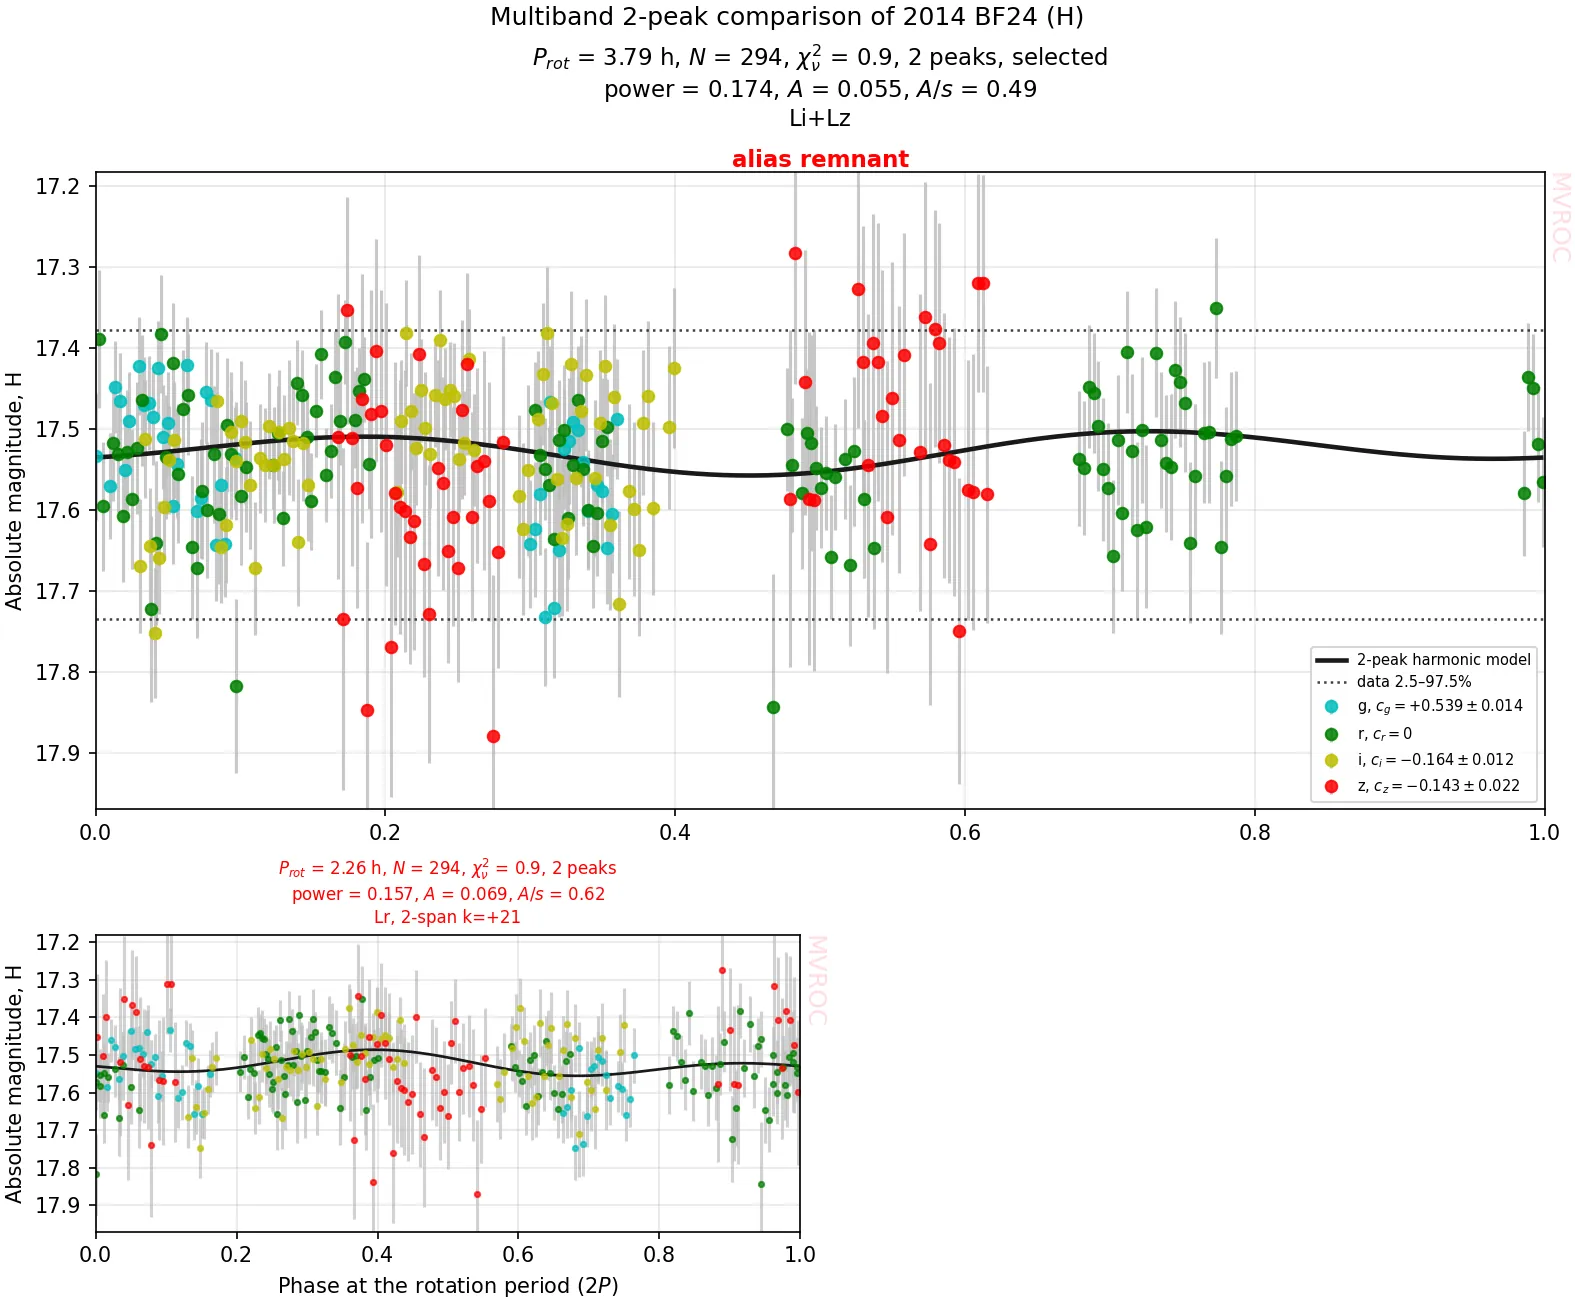 Multiband 2-peak comparison of 2014 BF24 (H)
P_rot = 3.79 h, N = 294, χ²_ν = 0.9, 2 peaks, selected
power = 0.174, A = 0.055, A/s = 0.49
Li+Lz
alias remnant
MVROC
Absolute magnitude, H
17.2
17.3
17.4
17.5
17.6
17.7
17.8
17.9
2-peak harmonic model
data 2.5–97.5%
g, c_g = +0.539 ± 0.014
r, c_r = 0
i, c_i = −0.164 ± 0.012
z, c_z = −0.143 ± 0.022
0.0 0.2 0.4 0.6 0.8 1.0
P_rot = 2.26 h, N = 294, χ²_ν = 0.9, 2 peaks
power = 0.157, A = 0.069, A/s = 0.62
Lr, 2-span k=+21
MVROC
Absolute magnitude, H
17.2
17.3
17.4
17.5
17.6
17.7
17.8
17.9
0.0 0.2 0.4 0.6 0.8 1.0
Phase at the rotation period (2P)